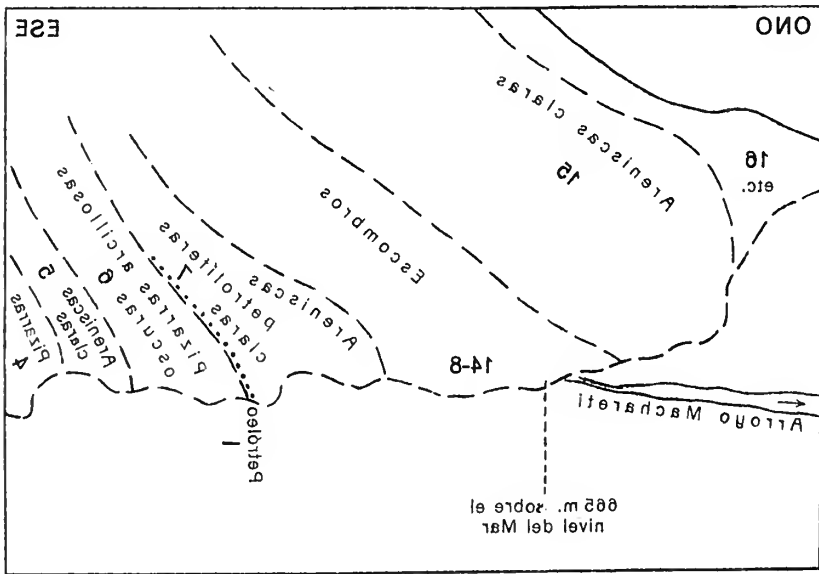 ONO
ESE
16
etc.
15
Areniscas claras
Escombros
14-8
Areniscas
claras
petrolíferas
7
Pizarras arcillosas
oscuras
6
5
Areniscas
claras
4
Pizarras
Arroyo Machareti
Petróleo
665 m. sobre el
nivel del Mar